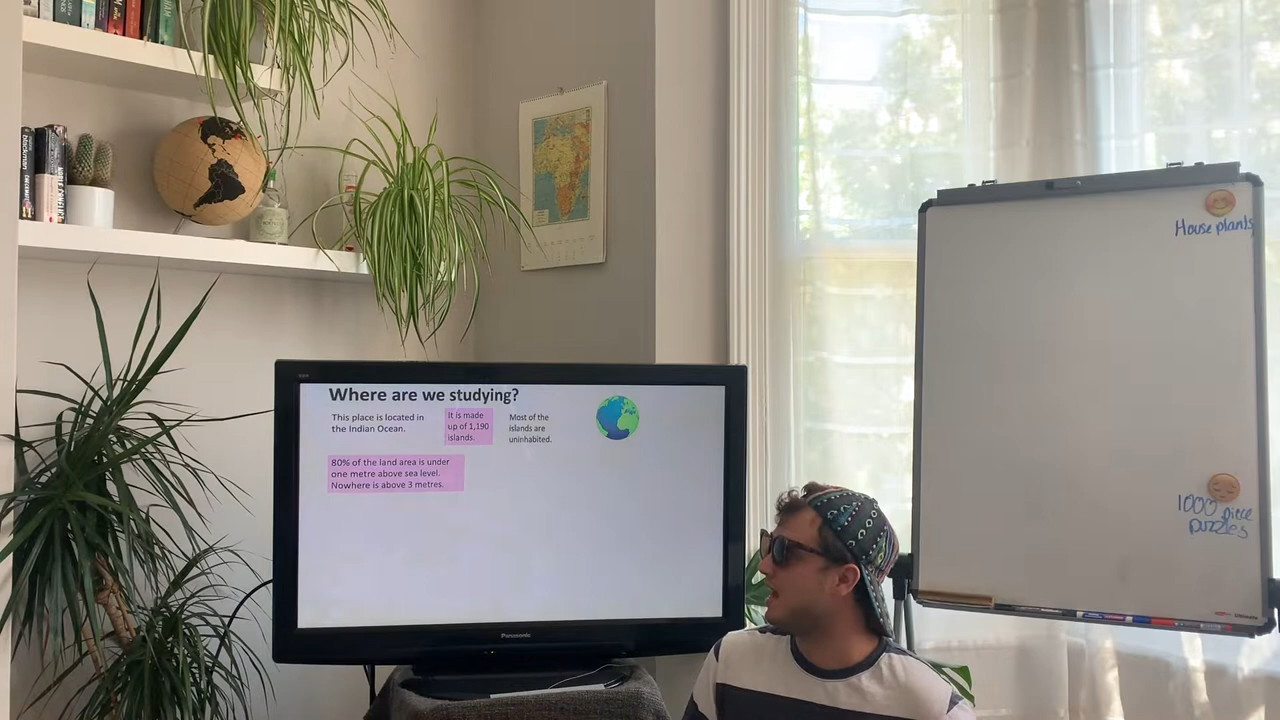 Where are we studying?
This place is located in
the Indian Ocean.
It is made
up of 1,190
islands.
Most of the
islands are
uninhabited.
80% of the land area is under
one metre above sea level.
Nowhere is above 3 metres.
Panasonic
House plants
1000 piece
puzzles